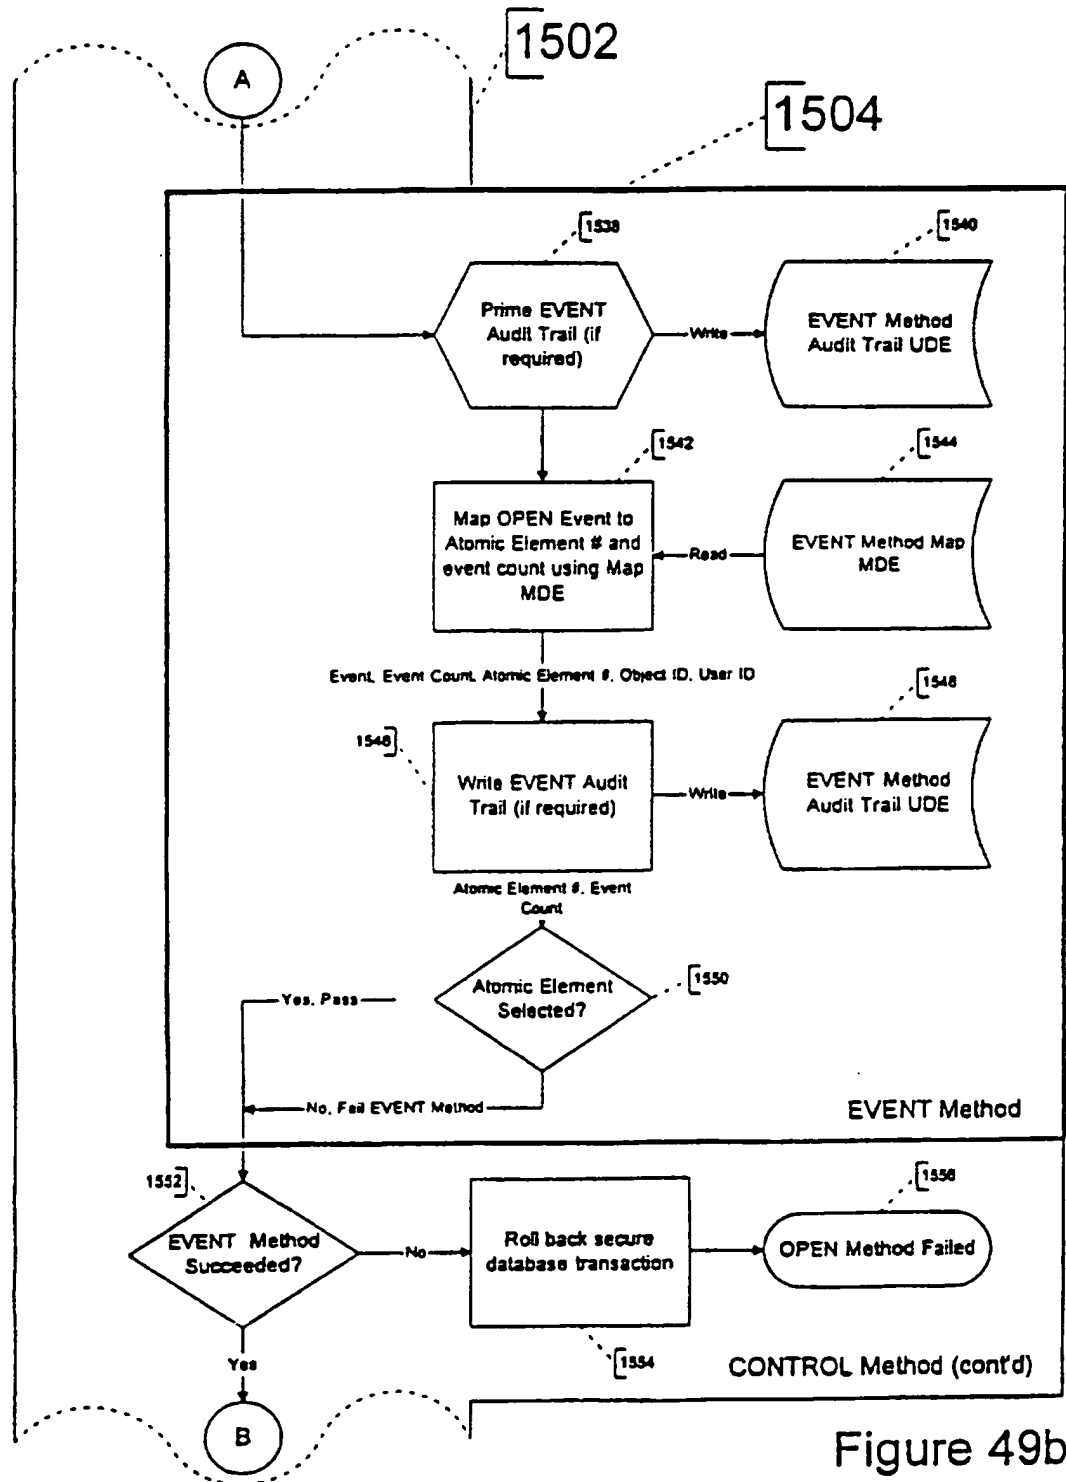 1502
A
1504
1538
1540
Prime EVENT
Audit Trail (if
required)
Write
EVENT Method
Audit Trail UDE
1542
1544
Map OPEN Event to
Atomic Element # and
event count using Map
MDE
Read
EVENT Method Map
MDE
Event, Event Count, Atomic Element #, Object ID, User ID
1546
1548
Write EVENT Audit
Trail (if required)
Write
EVENT Method
Audit Trail UDE
Atomic Element #, Event
Count
1550
Atomic Element
Selected?
Yes, Pass
No, Fail EVENT Method
EVENT Method
1552
1556
EVENT Method
Succeeded?
No
Roll back secure
database transaction
OPEN Method Failed
Yes
1554
CONTROL Method (cont'd)
B
Figure 49b